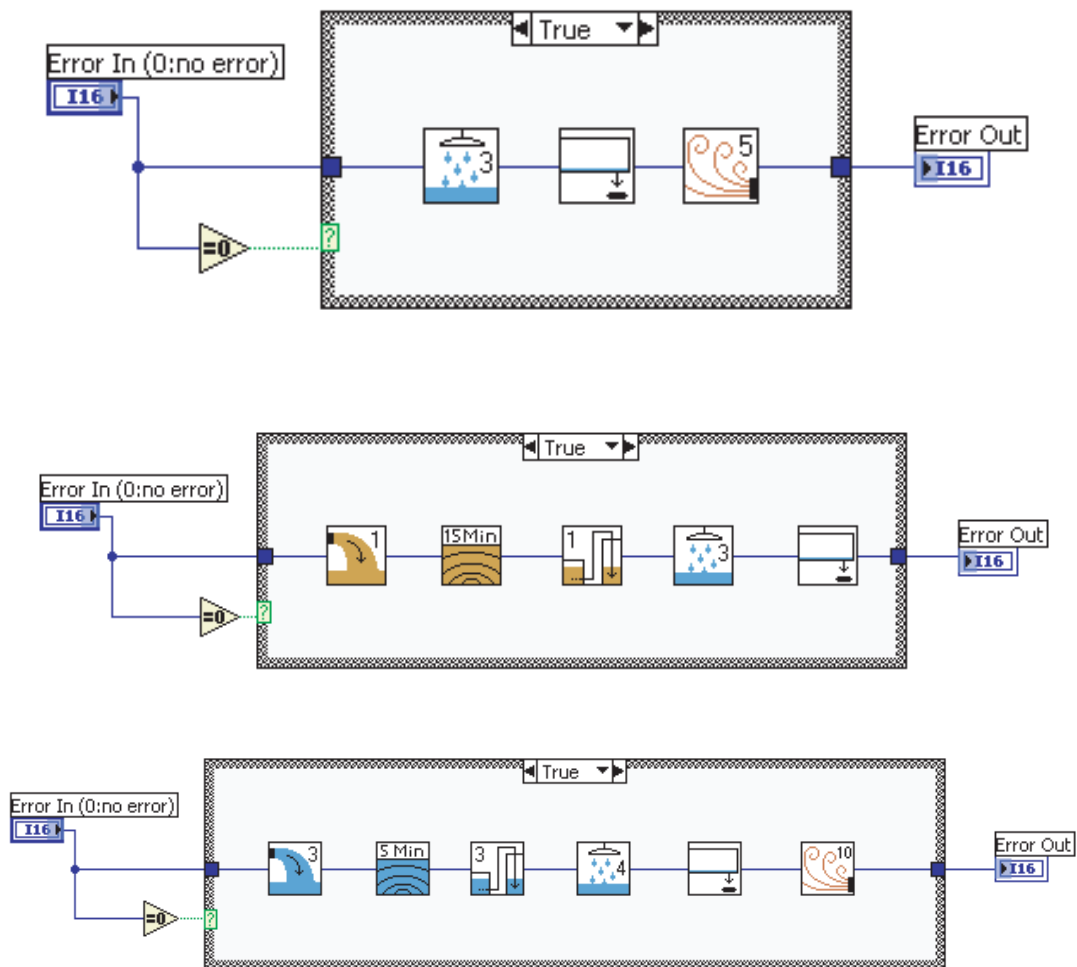 True
Error In (0:no error)
I16
3
5
Error Out
I16
=0
?
True
Error In (0:no error)
I16
1
15Min
1
3
Error Out
I16
=0
?
True
Error In (0:no error)
I16
3
5 Min
3
4
10
Error Out
I16
=0
?